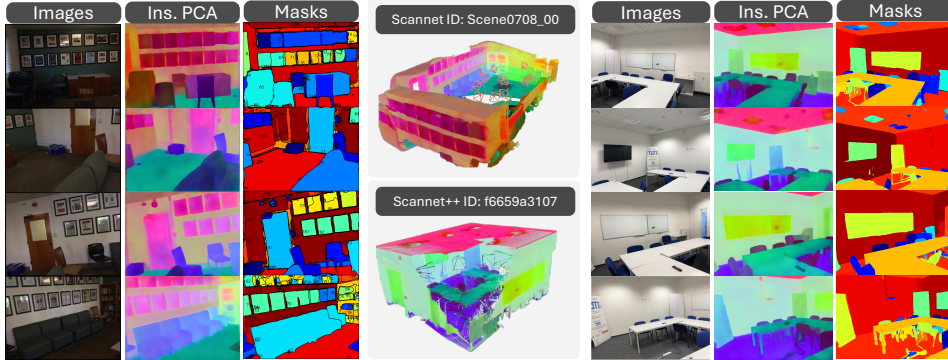 Images
Ins. PCA
Masks
Scannet ID: Scene0708_00
Scannet++ ID: f6659a3107
Images
Ins. PCA
Masks